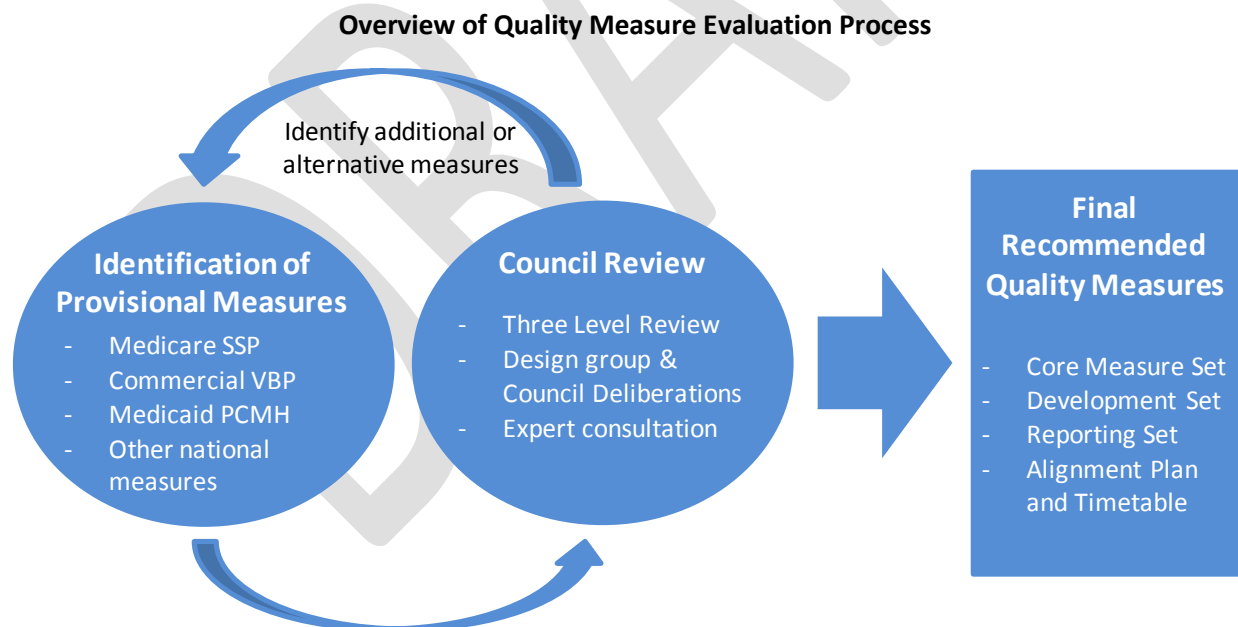 Overview of Quality Measure Evaluation Process
Identify additional or
alternative measures
Identification of
Provisional Measures
- Medicare SSP
- Commercial VBP
- Medicaid PCMH
- Other national
measures
Council Review
- Three Level Review
- Design group &
Council Deliberations
- Expert consultation
Final
Recommended
Quality Measures
- Core Measure Set
- Development Set
- Reporting Set
- Alignment Plan
and Timetable